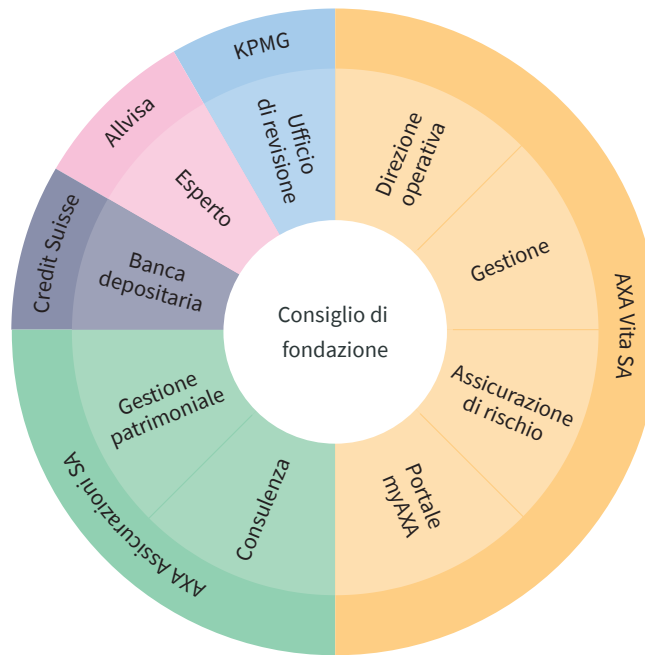 KPMG
Ufficio
di revisione
Allvisa
Esperto
Credit Suisse
Banca
depositaria
Direzione
operativa
Gestione
AXA Vita SA
Assicurazione
di rischio
Portale
myAXA
Consiglio di
fondazione
Gestione
patrimoniale
Consulenza
AXA Assicurazioni SA